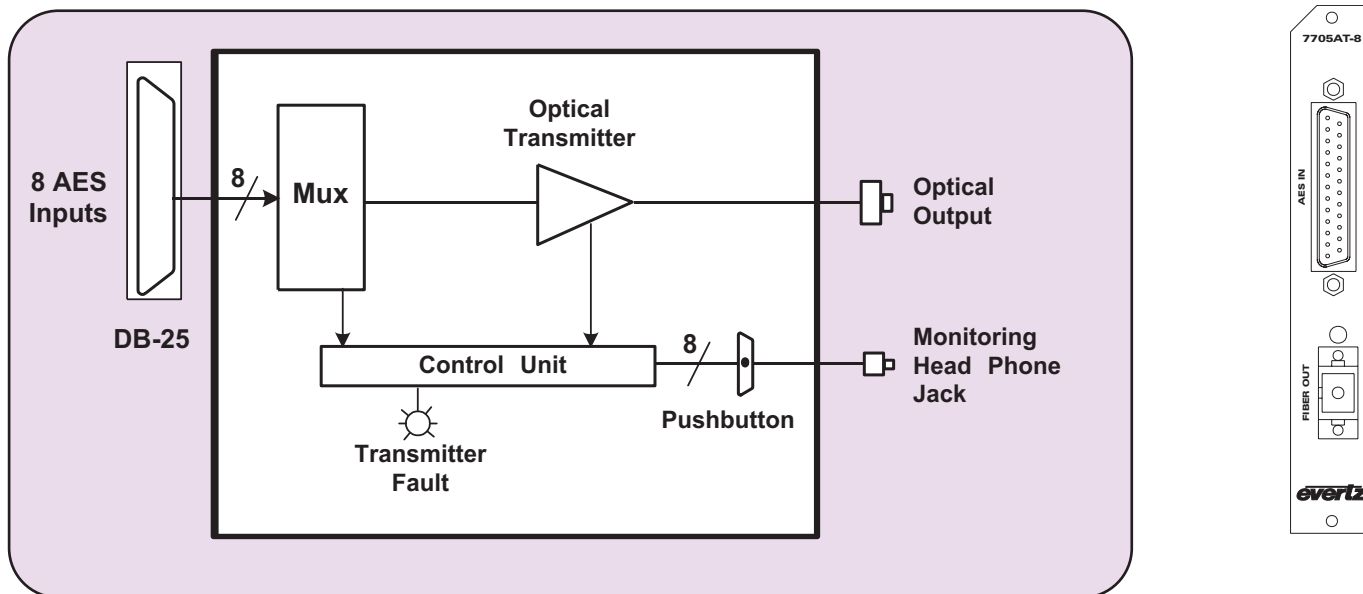 8 AES
Inputs
DB-25
8
Mux
Optical
Transmitter
Optical
Output
Control Unit
8
Pushbutton
Monitoring
Head Phone
Jack
Transmitter
Fault
7705AT-8
AES IN
FIBER OUT
evertz